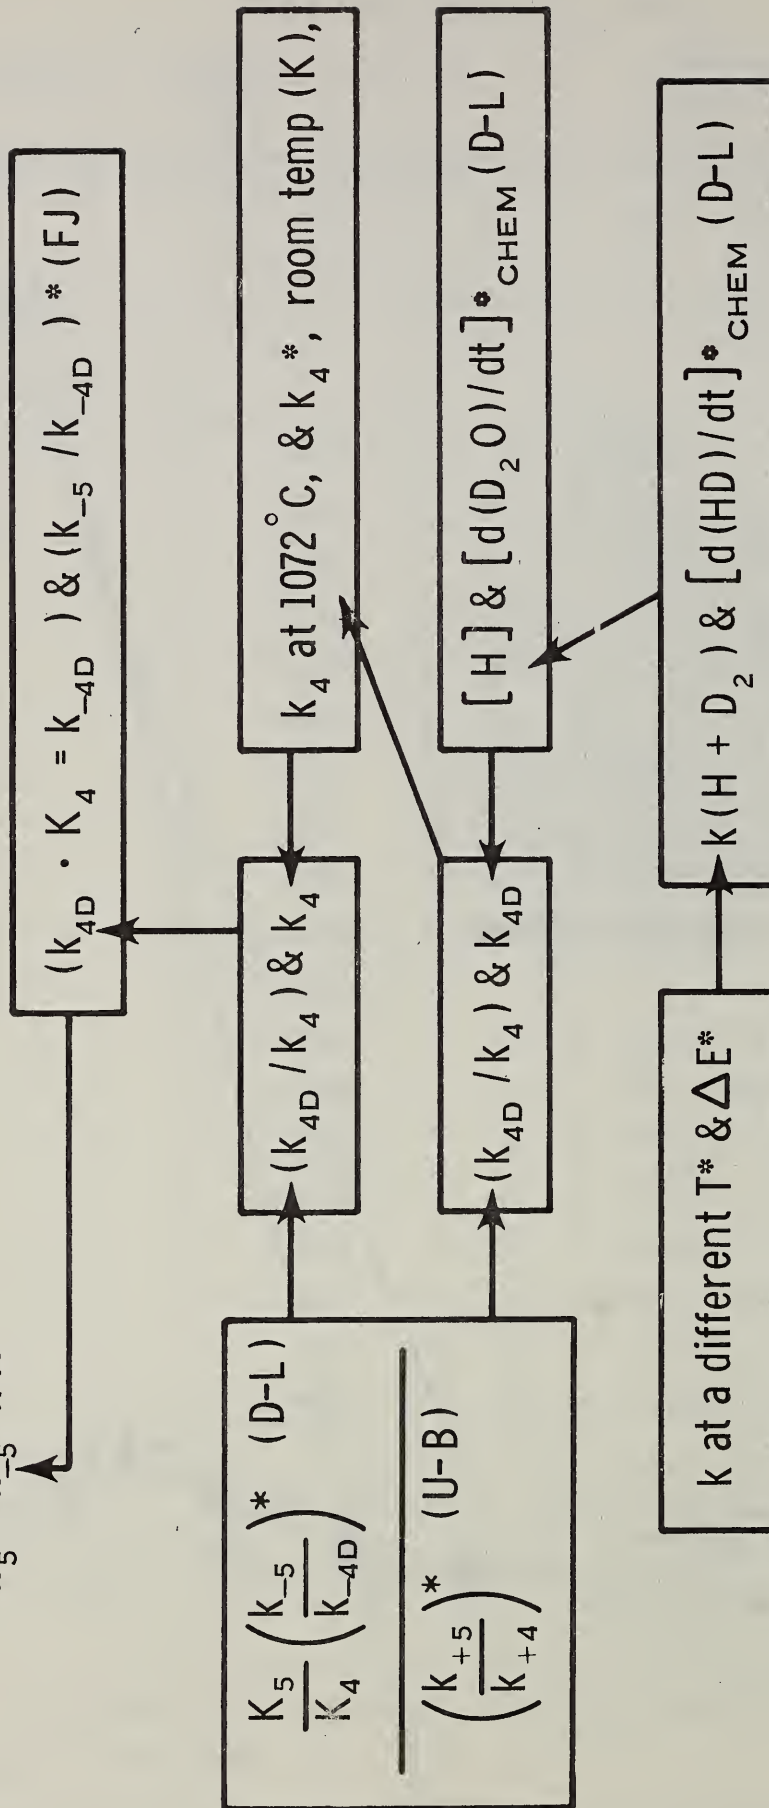 (k₄D · K₄ = k₋₄D) & (k₋₅ /k₋₄D) * (FJ)
K₅/K₄ (k₋₅/k₋₄D)* (D-L)
(k₊₅/k₊₄)* (U-B)
(k₄D /k₄) & k₄
k₄ at 1072° C, & k₄*, room temp (K),
(k₄D /k₄) & k₄D
[H] & [d(D₂O)/dt]*CHEM (D-L)
k at a different T* & ΔE*
k(H + D₂) & [d(HD)/dt]*CHEM (D-L)